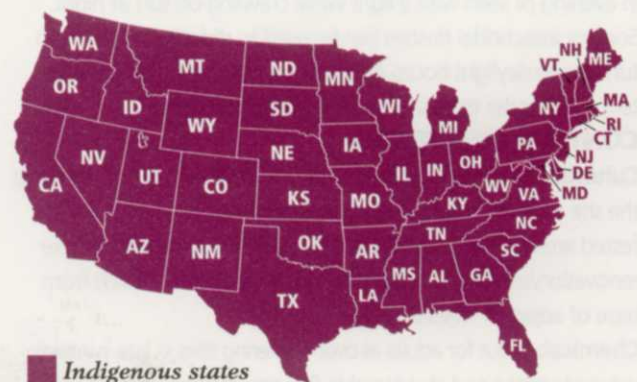 WA
MT
ND
MN
OR
ID
SD
WI
MI
VT
NH
ME
NY
MA
RI
CT
WY
NE
IA
PA
NJ
DE
MD
NV
UT
CO
IL
IN
OH
WV
VA
CA
KS
MO
KY
NC
AZ
NM
OK
AR
TN
SC
TX
LA
MS
AL
GA
FL
Indigenous states